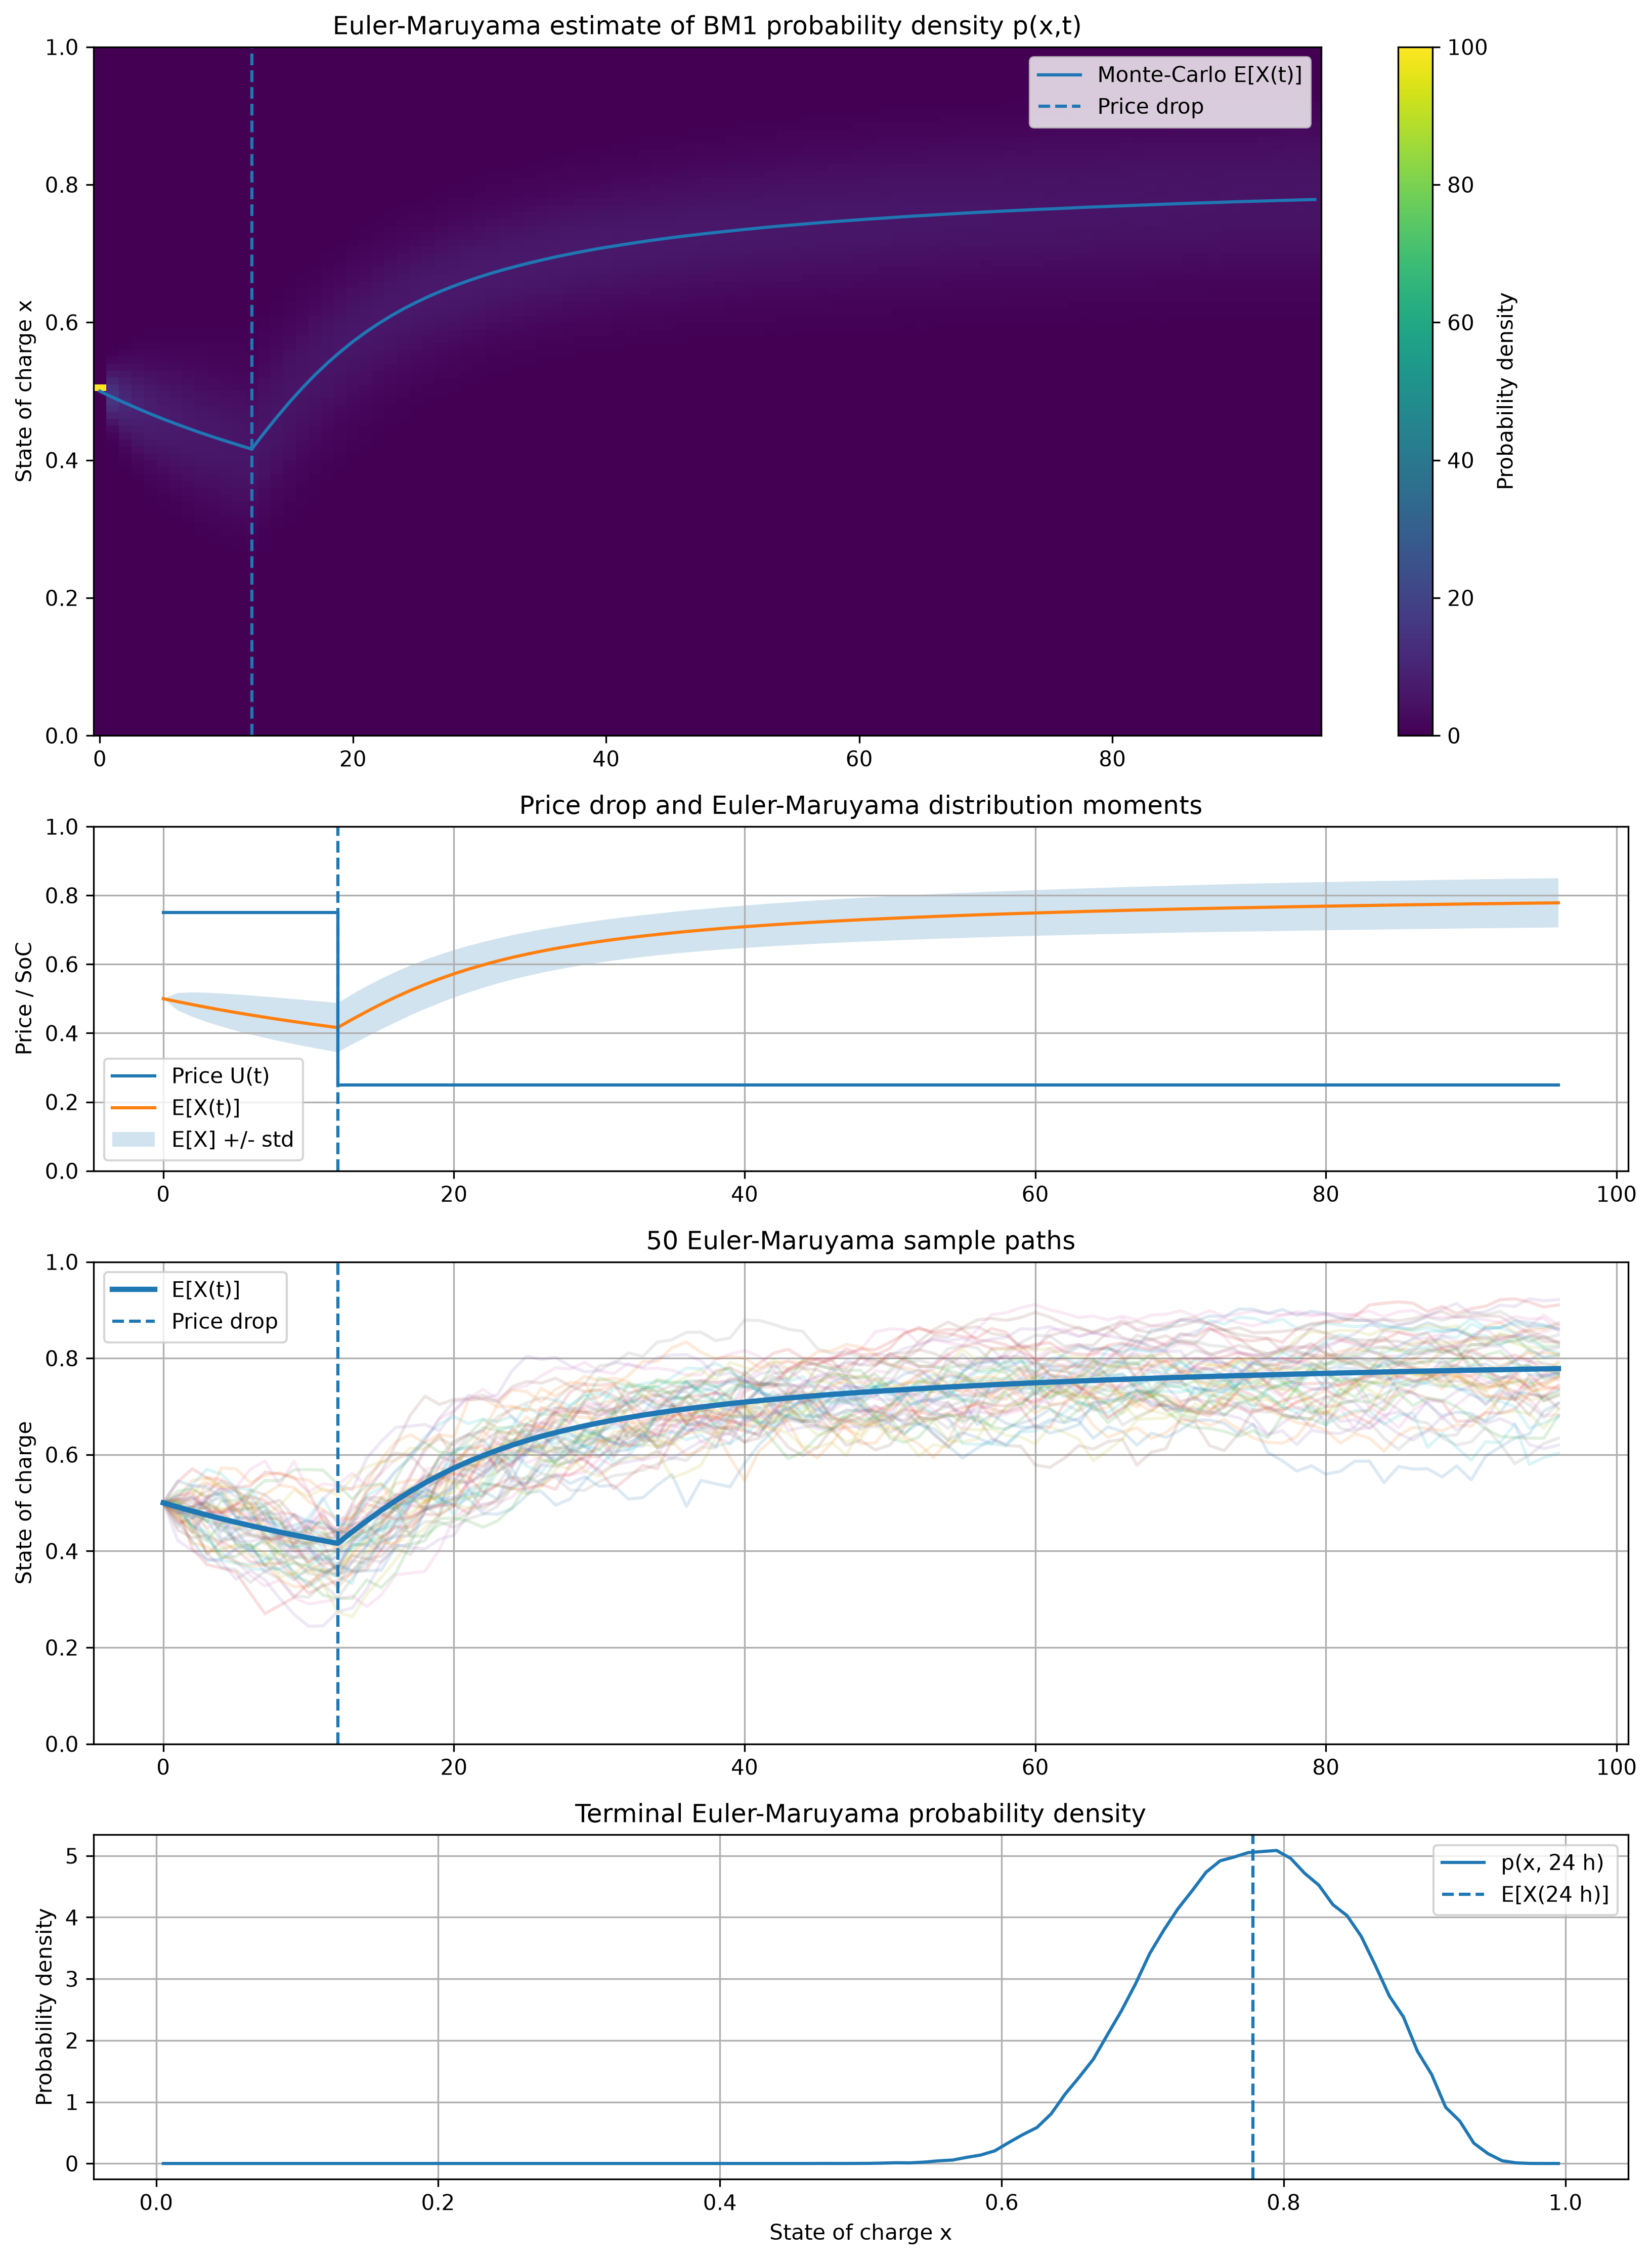 Euler-Maruyama estimate of BM1 probability density p(x,t)
Monte-Carlo E[X(t)]
Price drop
State of charge x
1.0
0.8
0.6
0.4
0.2
0.0
0
20
40
60
80
100
80
60
40
20
0
Probability density
Price drop and Euler-Maruyama distribution moments
Price / SoC
1.0
0.8
0.6
0.4
0.2
0.0
Price U(t)
E[X(t)]
E[X] +/- std
0
20
40
60
80
100
50 Euler-Maruyama sample paths
E[X(t)]
Price drop
State of charge
1.0
0.8
0.6
0.4
0.2
0.0
0
20
40
60
80
100
Terminal Euler-Maruyama probability density
p(x, 24 h)
E[X(24 h)]
Probability density
5
4
3
2
1
0
0.0
0.2
0.4
0.6
0.8
1.0
State of charge x